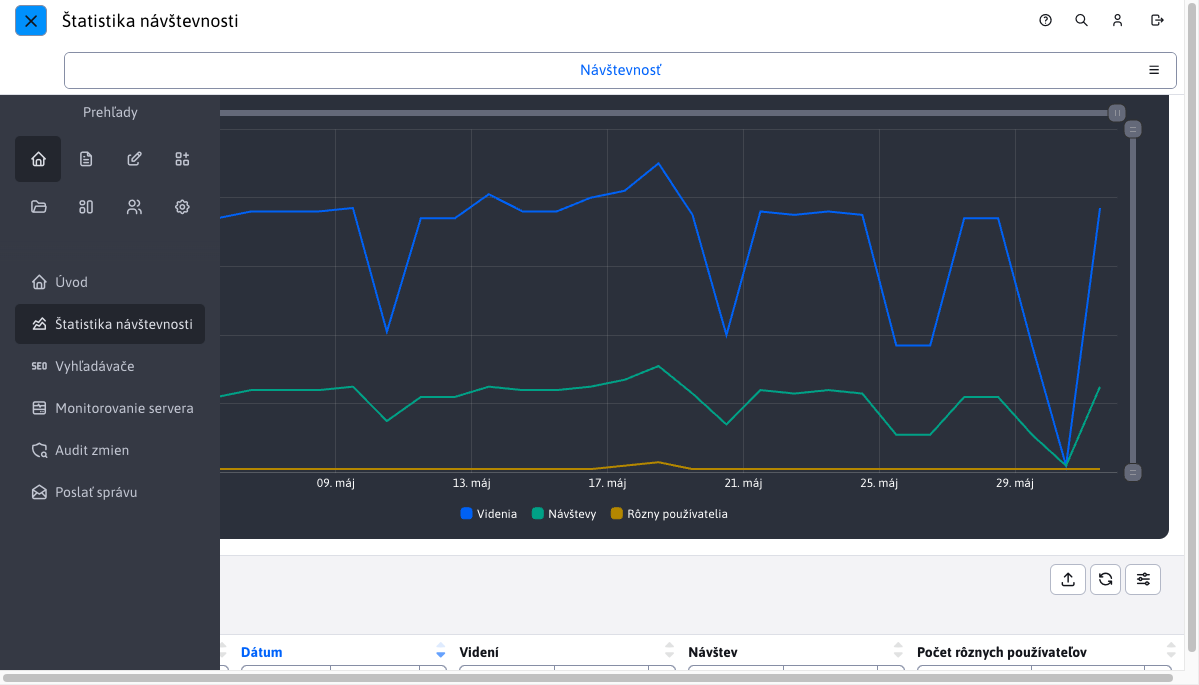 Štatistika návštevnosti
Návštevnosť
Prehľady
Úvod
Štatistika návštevnosti
SEO Vyhľadávače
Monitorovanie servera
Audit zmien
Poslať správu
09. máj 13. máj 17. máj 21. máj 25. máj 29. máj
Videnia Návštevy Rôzny použivatelia
Dátum Videní Návštev Počet rôznych používateľov